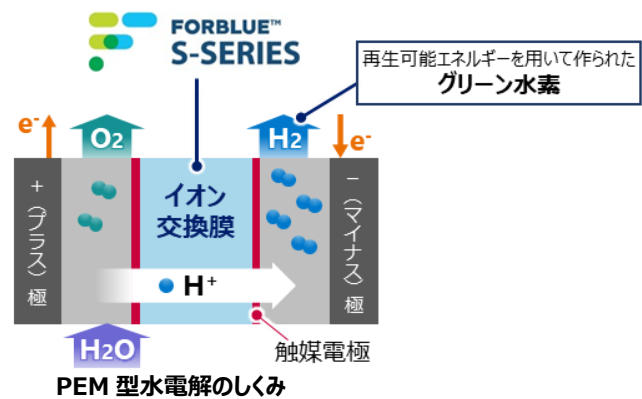 FORBLUE™
S-SERIES
再生可能エネルギーを用いて作られた
グリーン水素
e-
O2
H2
e-
+（プラス）極
イオン
交換膜
−（マイナス）極
H+
H2O
触媒電極
PEM 型水電解のしくみ